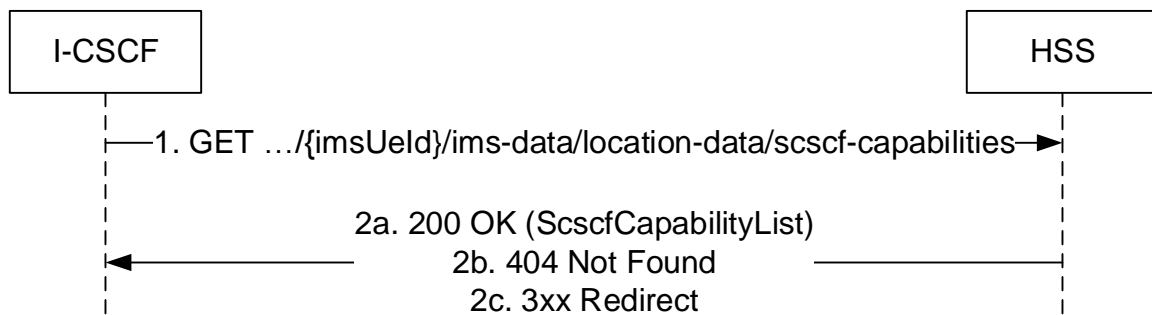 I-CSCF
HSS
1. GET …/{imsUeId}/ims-data/location-data/scscf-capabilities
2a. 200 OK (ScscfCapabilityList)
2b. 404 Not Found
2c. 3xx Redirect